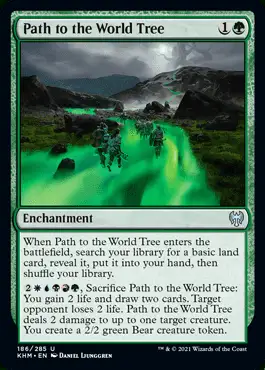 Path to the World Tree 1
Enchantment
When Path to the World Tree enters the
battlefield, search your library for a basic land
card, reveal it, put it into your hand, then
shuffle your library.
2, Sacrifice Path to the World Tree:
You gain 2 life and draw two cards. Target
opponent loses 2 life. Path to the World Tree
deals 2 damage to up to one target creature.
You create a 2/2 green Bear creature token.
186/285 U
KHM • EN Daniel Ljunggren
™ & © 2021 Wizards of the Coast